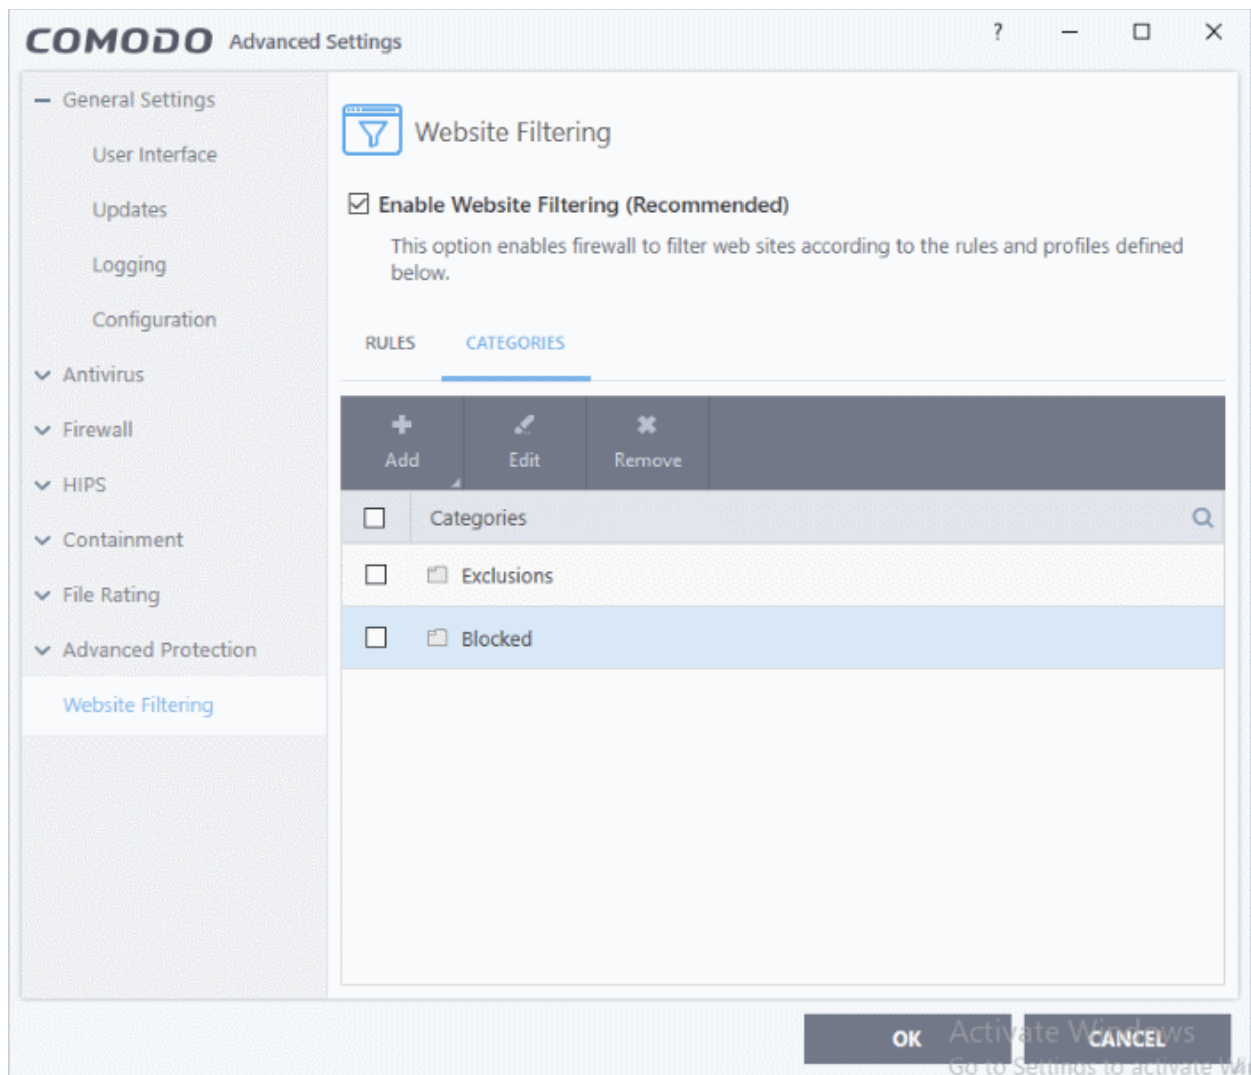 COMODO Advanced Settings ?
General Settings
User Interface
Updates
Logging
Configuration
Antivirus
Firewall
HIPS
Containment
File Rating
Advanced Protection
Website Filtering
Website Filtering
Enable Website Filtering (Recommended)
This option enables firewall to filter web sites according to the rules and profiles defined
below.
RULES CATEGORIES
Add Edit Remove
Categories
Exclusions
Blocked
OK CANCEL
Activate Windows
Go to Settings to activate